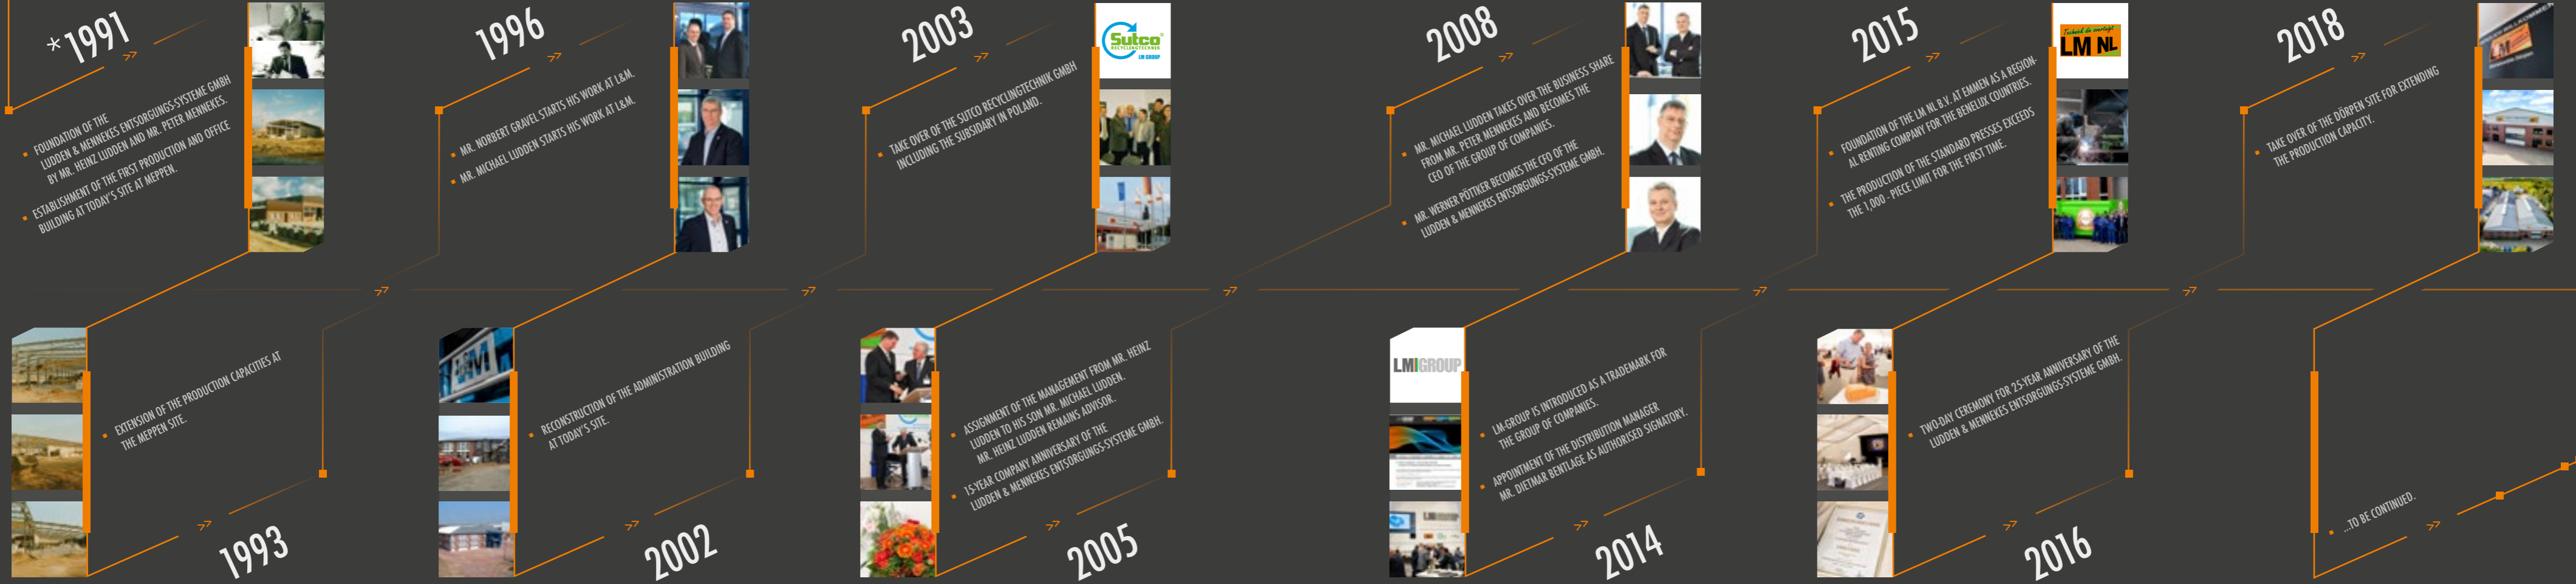 *1991
FOUNDATION OF THE
LUDDEN & MENNEKES ENTSORGUNGS-SYSTEME GMBH
BY MR. HEINZ LUDDEN AND MR. PETER MENNEKES.
ESTABLISHMENT OF THE FIRST PRODUCTION AND OFFICE
BUILDING AT TODAY'S SITE AT MEPPEN.
EXTENSION OF THE PRODUCTION CAPACITIES AT
THE MEPPEN SITE.
1993
1996
MR. NORBERT GRAVEL STARTS HIS WORK AT L&M.
MR. MICHAEL LUDDEN STARTS HIS WORK AT L&M.
L&M
RECONSTRUCTION OF THE ADMINISTRATION BUILDING
AT TODAY'S SITE.
2002
2003
TAKE OVER OF THE SUTCO RECYCLINGTECHNIK GMBH
INCLUDING THE SUBSIDARY IN POLAND.
Sutco®
RECYCLINGTECHNIK
LM GROUP
ASSIGNMENT OF THE MANAGEMENT FROM MR. HEINZ
LUDDEN TO HIS SON MR. MICHAEL LUDDEN.
MR. HEINZ LUDDEN REMAINS ADVISOR.
15-YEAR COMPANY ANNIVERSARY OF THE
LUDDEN & MENNEKES ENTSORGUNGS-SYSTEME GMBH.
2005
2008
MR. MICHAEL LUDDEN TAKES OVER THE BUSINESS SHARE
FROM MR. PETER MENNEKES AND BECOMES THE
CEO OF THE GROUP OF COMPANIES.
MR. WERNER PÖTTKER BECOMES THE CFO OF THE
LUDDEN & MENNEKES ENTSORGUNGS-SYSTEME GMBH.
LM|GROUP
LM-GROUP IS INTRODUCED AS A TRADEMARK FOR
THE GROUP OF COMPANIES.
APPOINTMENT OF THE DISTRIBUTION MANAGER
MR. DIETMAR BENTLAGE AS AUTHORISED SIGNATORY.
2014
2015
FOUNDATION OF THE LM NL B.V. AT EMMEN AS A REGION-
AL RENTING COMPANY FOR THE BENELUX COUNTRIES.
THE PRODUCTION OF THE STANDARD PRESSES EXCEEDS
THE 1,000 - PIECE LIMIT FOR THE FIRST TIME.
LM NL
TWO-DAY CEREMONY FOR 25-YEAR ANNIVERSARY OF THE
LUDDEN & MENNEKES ENTSORGUNGS-SYSTEME GMBH.
2016
2018
TAKE OVER OF THE DÖRPEN SITE FOR EXTENDING
THE PRODUCTION CAPACITY.
...TO BE CONTINUED.